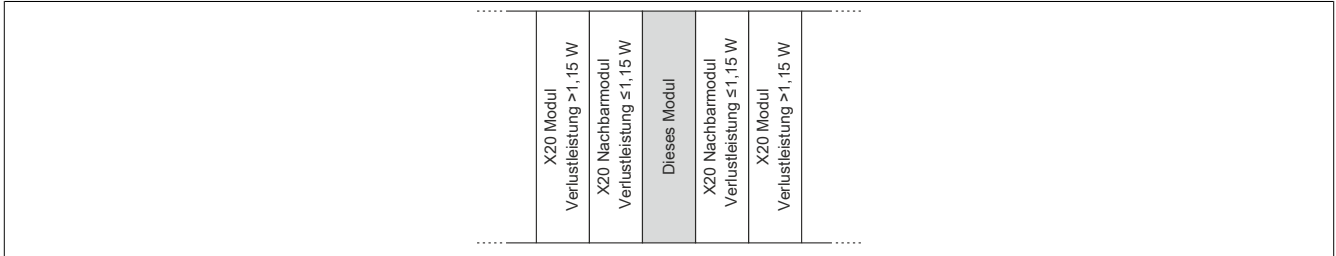 X20 Modul
Verlustleistung >1,15 W
X20 Nachbarmodul
Verlustleistung ≤1,15 W
Dieses Modul
X20 Nachbarmodul
Verlustleistung ≤1,15 W
X20 Modul
Verlustleistung >1,15 W